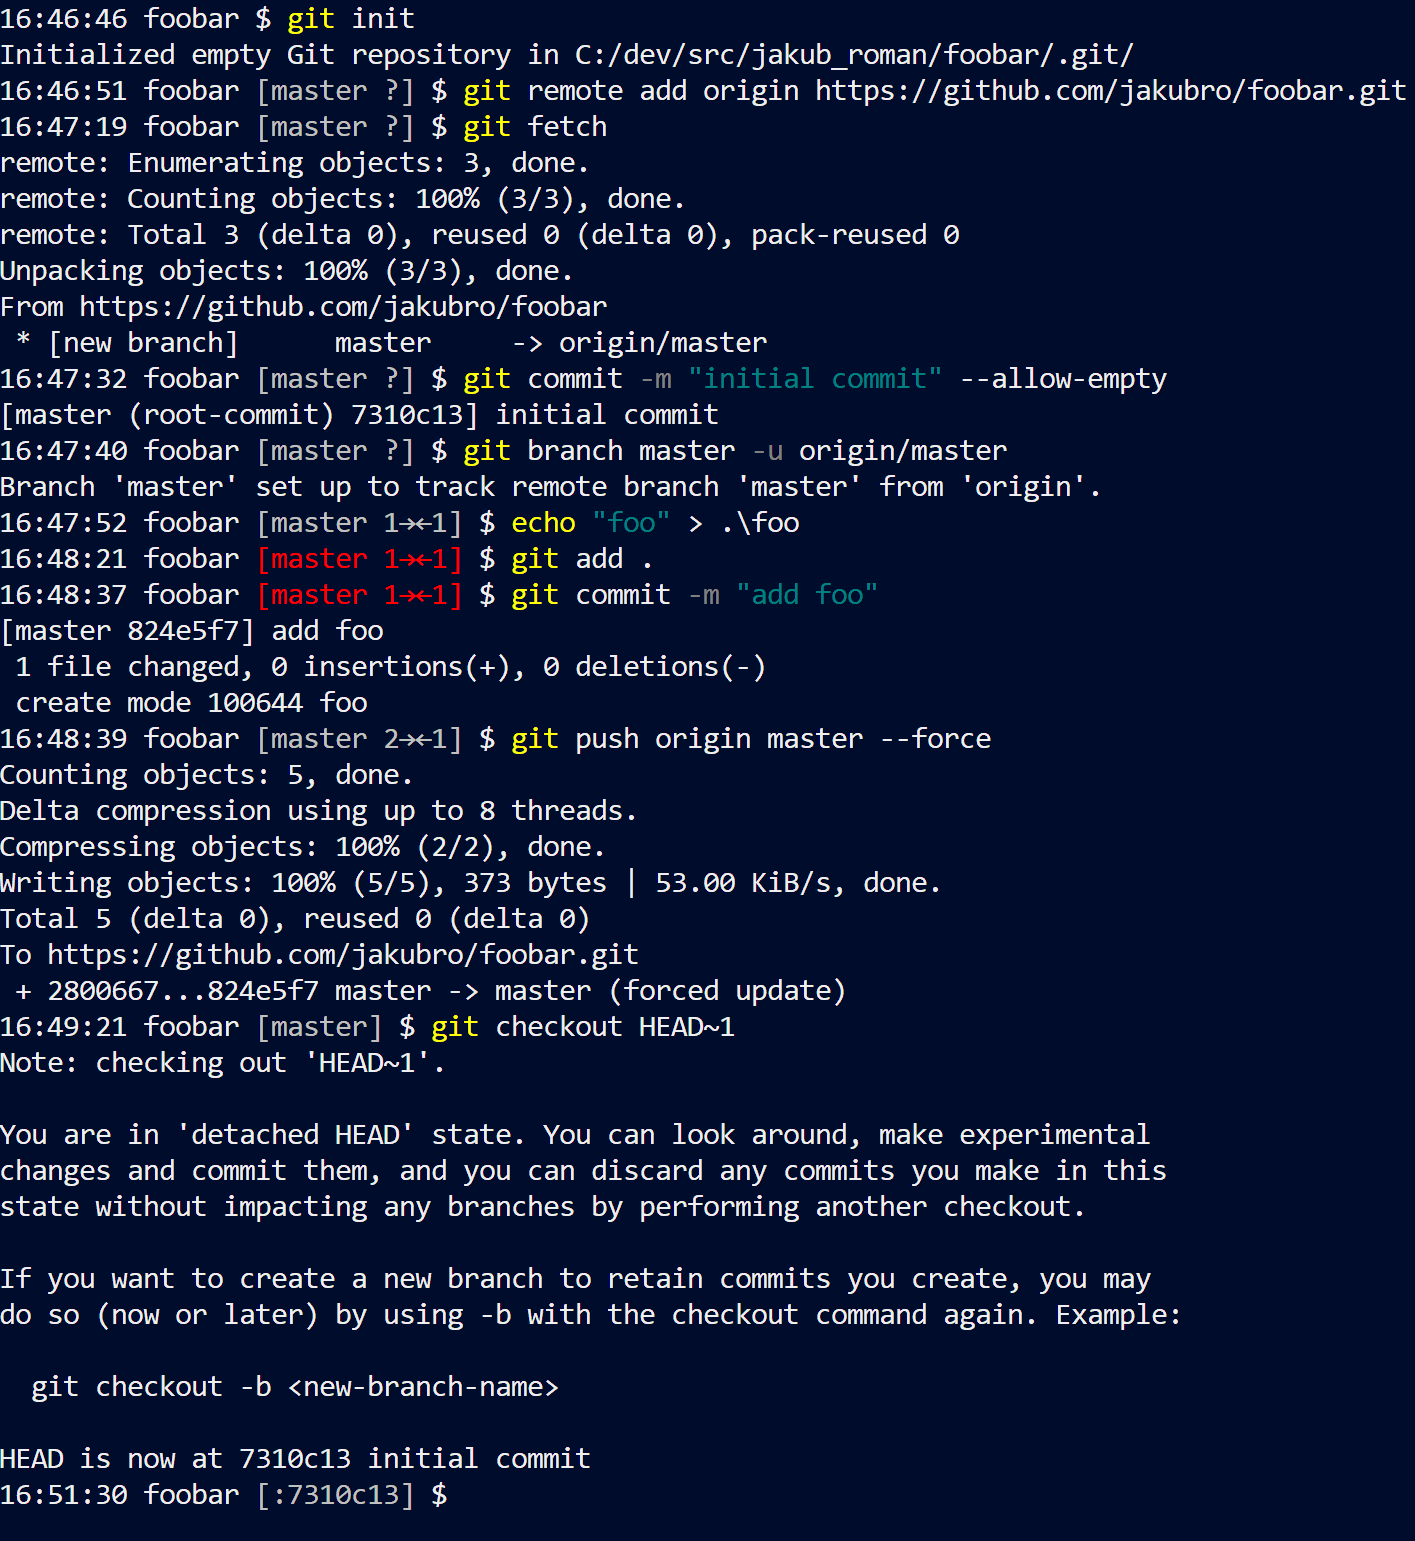 16:46:46 foobar $ git init
Initialized empty Git repository in C:/dev/src/jakub_roman/foobar/.git/
16:46:51 foobar [master ?] $ git remote add origin https://github.com/jakubro/foobar.git
16:47:19 foobar [master ?] $ git fetch
remote: Enumerating objects: 3, done.
remote: Counting objects: 100% (3/3), done.
remote: Total 3 (delta 0), reused 0 (delta 0), pack-reused 0
Unpacking objects: 100% (3/3), done.
From https://github.com/jakubro/foobar
 * [new branch]      master     -> origin/master
16:47:32 foobar [master ?] $ git commit -m "initial commit" --allow-empty
[master (root-commit) 7310c13] initial commit
16:47:40 foobar [master ?] $ git branch master -u origin/master
Branch 'master' set up to track remote branch 'master' from 'origin'.
16:47:52 foobar [master 1→←1] $ echo "foo" > .\foo
16:48:21 foobar [master 1→←1] $ git add .
16:48:37 foobar [master 1→←1] $ git commit -m "add foo"
[master 824e5f7] add foo
 1 file changed, 0 insertions(+), 0 deletions(-)
 create mode 100644 foo
16:48:39 foobar [master 2→←1] $ git push origin master --force
Counting objects: 5, done.
Delta compression using up to 8 threads.
Compressing objects: 100% (2/2), done.
Writing objects: 100% (5/5), 373 bytes | 53.00 KiB/s, done.
Total 5 (delta 0), reused 0 (delta 0)
To https://github.com/jakubro/foobar.git
 + 2800667...824e5f7 master -> master (forced update)
16:49:21 foobar [master] $ git checkout HEAD~1
Note: checking out 'HEAD~1'.

You are in 'detached HEAD' state. You can look around, make experimental
changes and commit them, and you can discard any commits you make in this
state without impacting any branches by performing another checkout.

If you want to create a new branch to retain commits you create, you may
do so (now or later) by using -b with the checkout command again. Example:

  git checkout -b <new-branch-name>

HEAD is now at 7310c13 initial commit
16:51:30 foobar [:7310c13] $